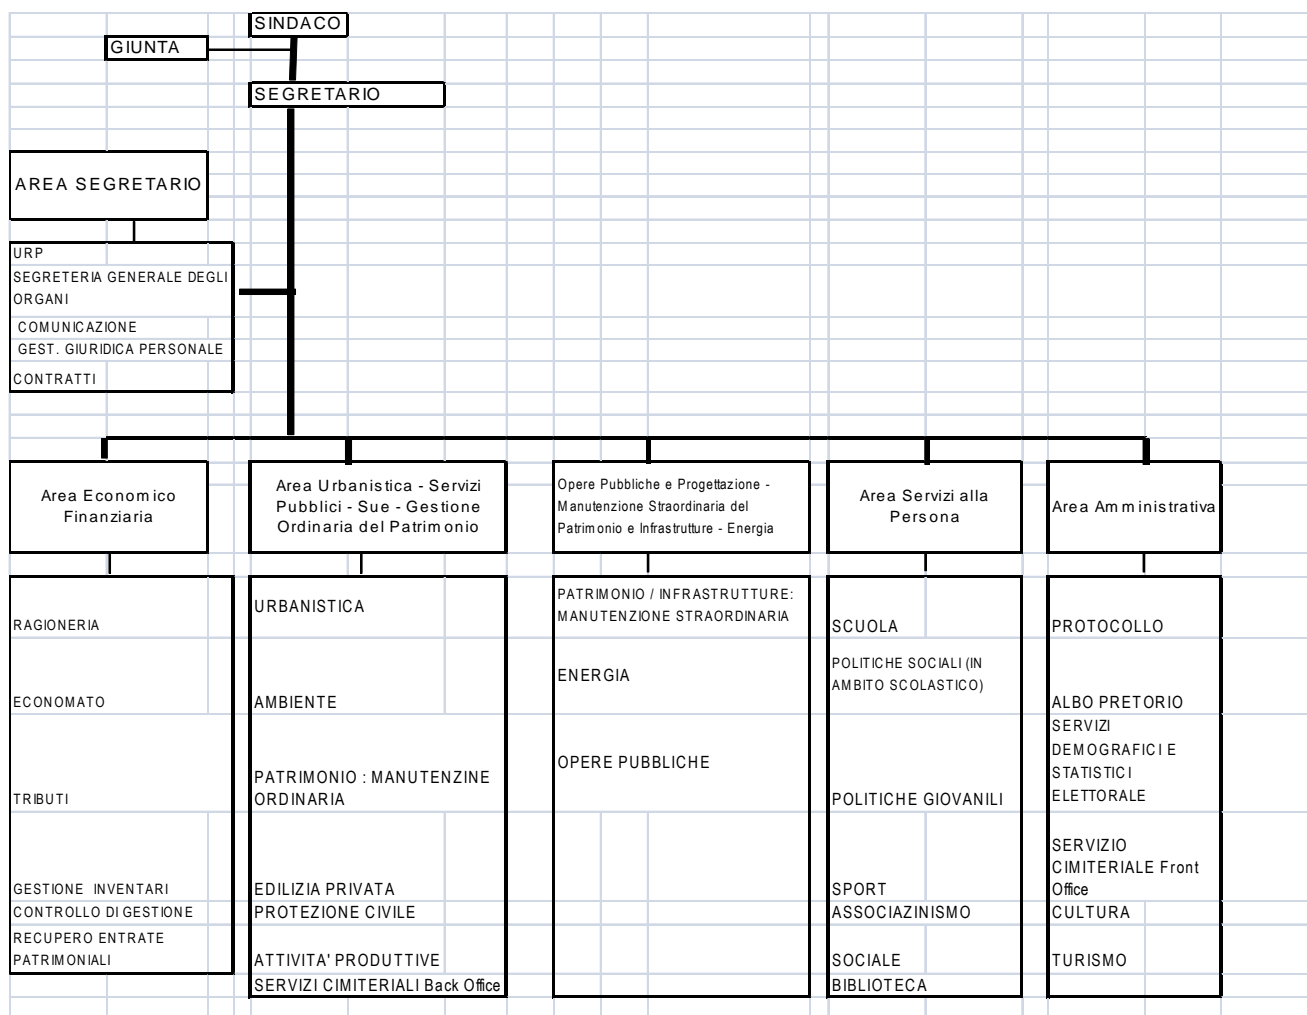 SINDACO
GIUNTA
SEGRETARIO
AREA SEGRETARIO
URP
SEGRETERIA GENERALE DEGLI
ORGANI
COMUNICAZIONE
GEST. GIURIDICA PERSONALE
CONTRATTI
Area Economico
Finanziaria
Area Urbanistica - Servizi
Pubblici - Sue - Gestione
Ordinaria del Patrimonio
Opere Pubbliche e Progettazione -
Manutenzione Straordinaria del
Patrimonio e Infrastrutture - Energia
Area Servizi alla
Persona
Area Amministrativa
RAGIONERIA
ECONOMATO
TRIBUTI
GESTIONE INVENTARI
CONTROLLO DI GESTIONE
RECUPERO ENTRATE
PATRIMONIALI
URBANISTICA
AMBIENTE
PATRIMONIO : MANUTENZINE
ORDINARIA
EDILIZIA PRIVATA
PROTEZIONE CIVILE
ATTIVITA' PRODUTTIVE
SERVIZI CIMITERIALI Back Office
PATRIMONIO / INFRASTRUTTURE:
MANUTENZIONE STRAORDINARIA
ENERGIA
OPERE PUBBLICHE
SCUOLA
POLITICHE SOCIALI (IN
AMBITO SCOLASTICO)
POLITICHE GIOVANILI
SPORT
ASSOCIAZINISMO
SOCIALE
BIBLIOTECA
PROTOCOLLO
ALBO PRETORIO
SERVIZI
DEMOGRAFICI E
STATISTICI
ELETTORALE
SERVIZIO
CIMITERIALE Front
Office
CULTURA
TURISMO